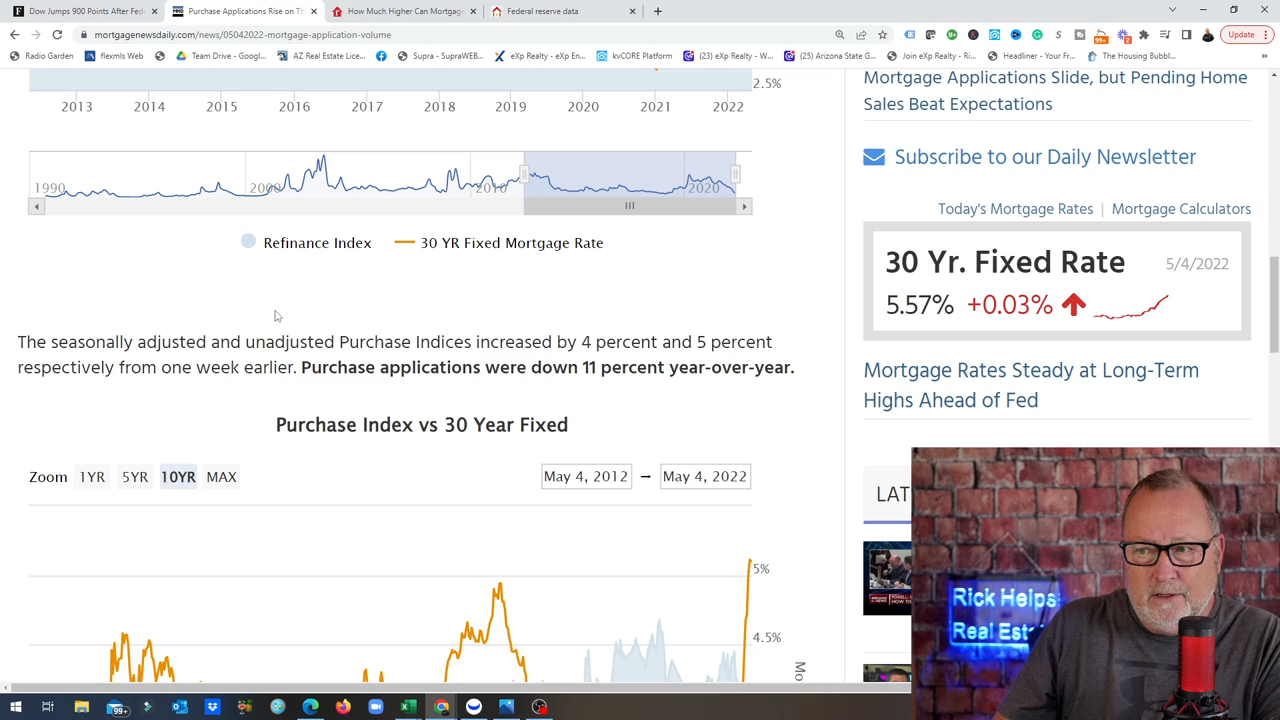 Dow Jumps 900 Points After Fed
Purchase Applications Rise on Th
How Much Higher Can Mortgag
Federal reserve data
mortgagenewsdaily.com/news/05042022-mortgage-application-volume
Update
Radio Garden
flexmls Web
Team Drive - Googl...
AZ Real Estate Lice...
Supra - SupraWEB...
eXp Realty - eXp En...
kvCORE Platform
(23) eXp Realty - W...
(25) Arizona State G...
Join eXp Realty - Ri...
Headliner - Your Fr...
The Housing Bubbl...
2.5%
2013 2014 2015 2016 2017 2018 2019 2020 2021 2022
1990 2000 2010 2020
Refinance Index 30 YR Fixed Mortgage Rate
The seasonally adjusted and unadjusted Purchase Indices increased by 4 percent and 5 percent
respectively from one week earlier. Purchase applications were down 11 percent year-over-year.
Purchase Index vs 30 Year Fixed
Zoom 1YR 5YR 10YR MAX May 4, 2012 → May 4, 2022
5%
4.5%
Mo
Mortgage Applications Slide, but Pending Home
Sales Beat Expectations
Subscribe to our Daily Newsletter
Today's Mortgage Rates | Mortgage Calculators
30 Yr. Fixed Rate 5/4/2022
5.57% +0.03%
Mortgage Rates Steady at Long-Term
Highs Ahead of Fed
LAT
Rick Helps
Real Esta
99+